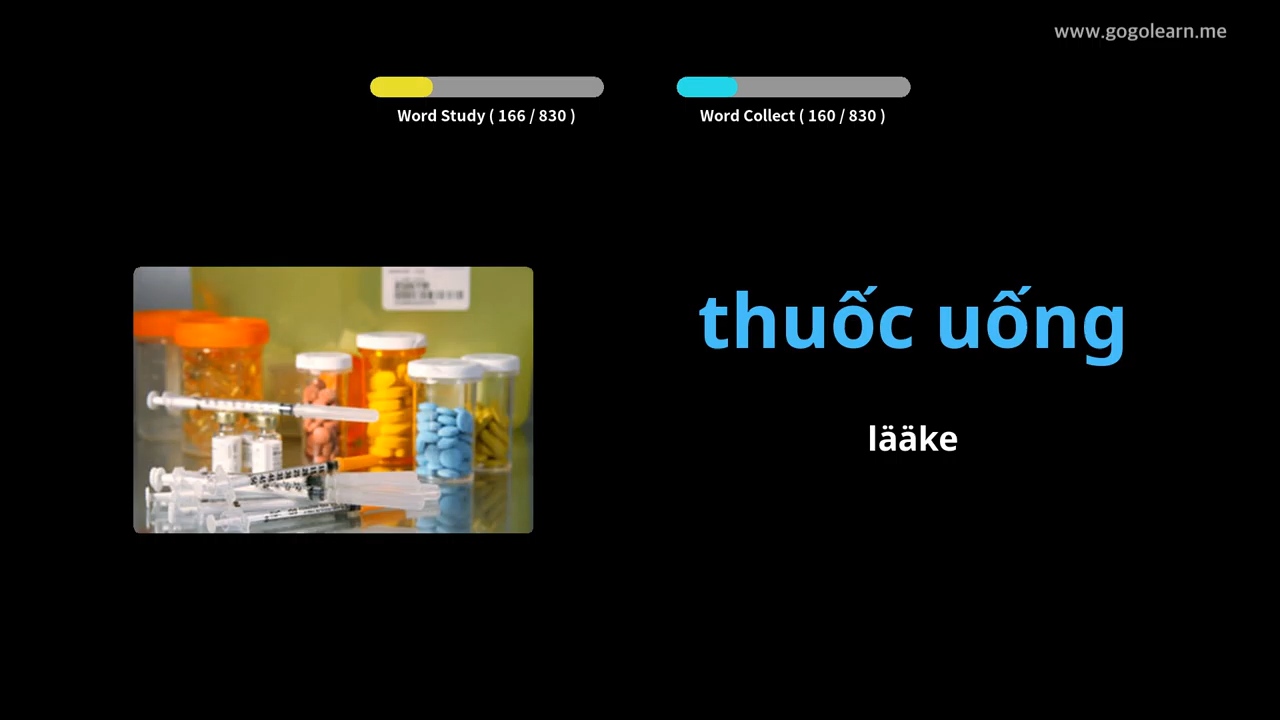 www.gogolearn.me
Word Study ( 166 / 830 )
Word Collect ( 160 / 830 )
thuốc uống
lääke